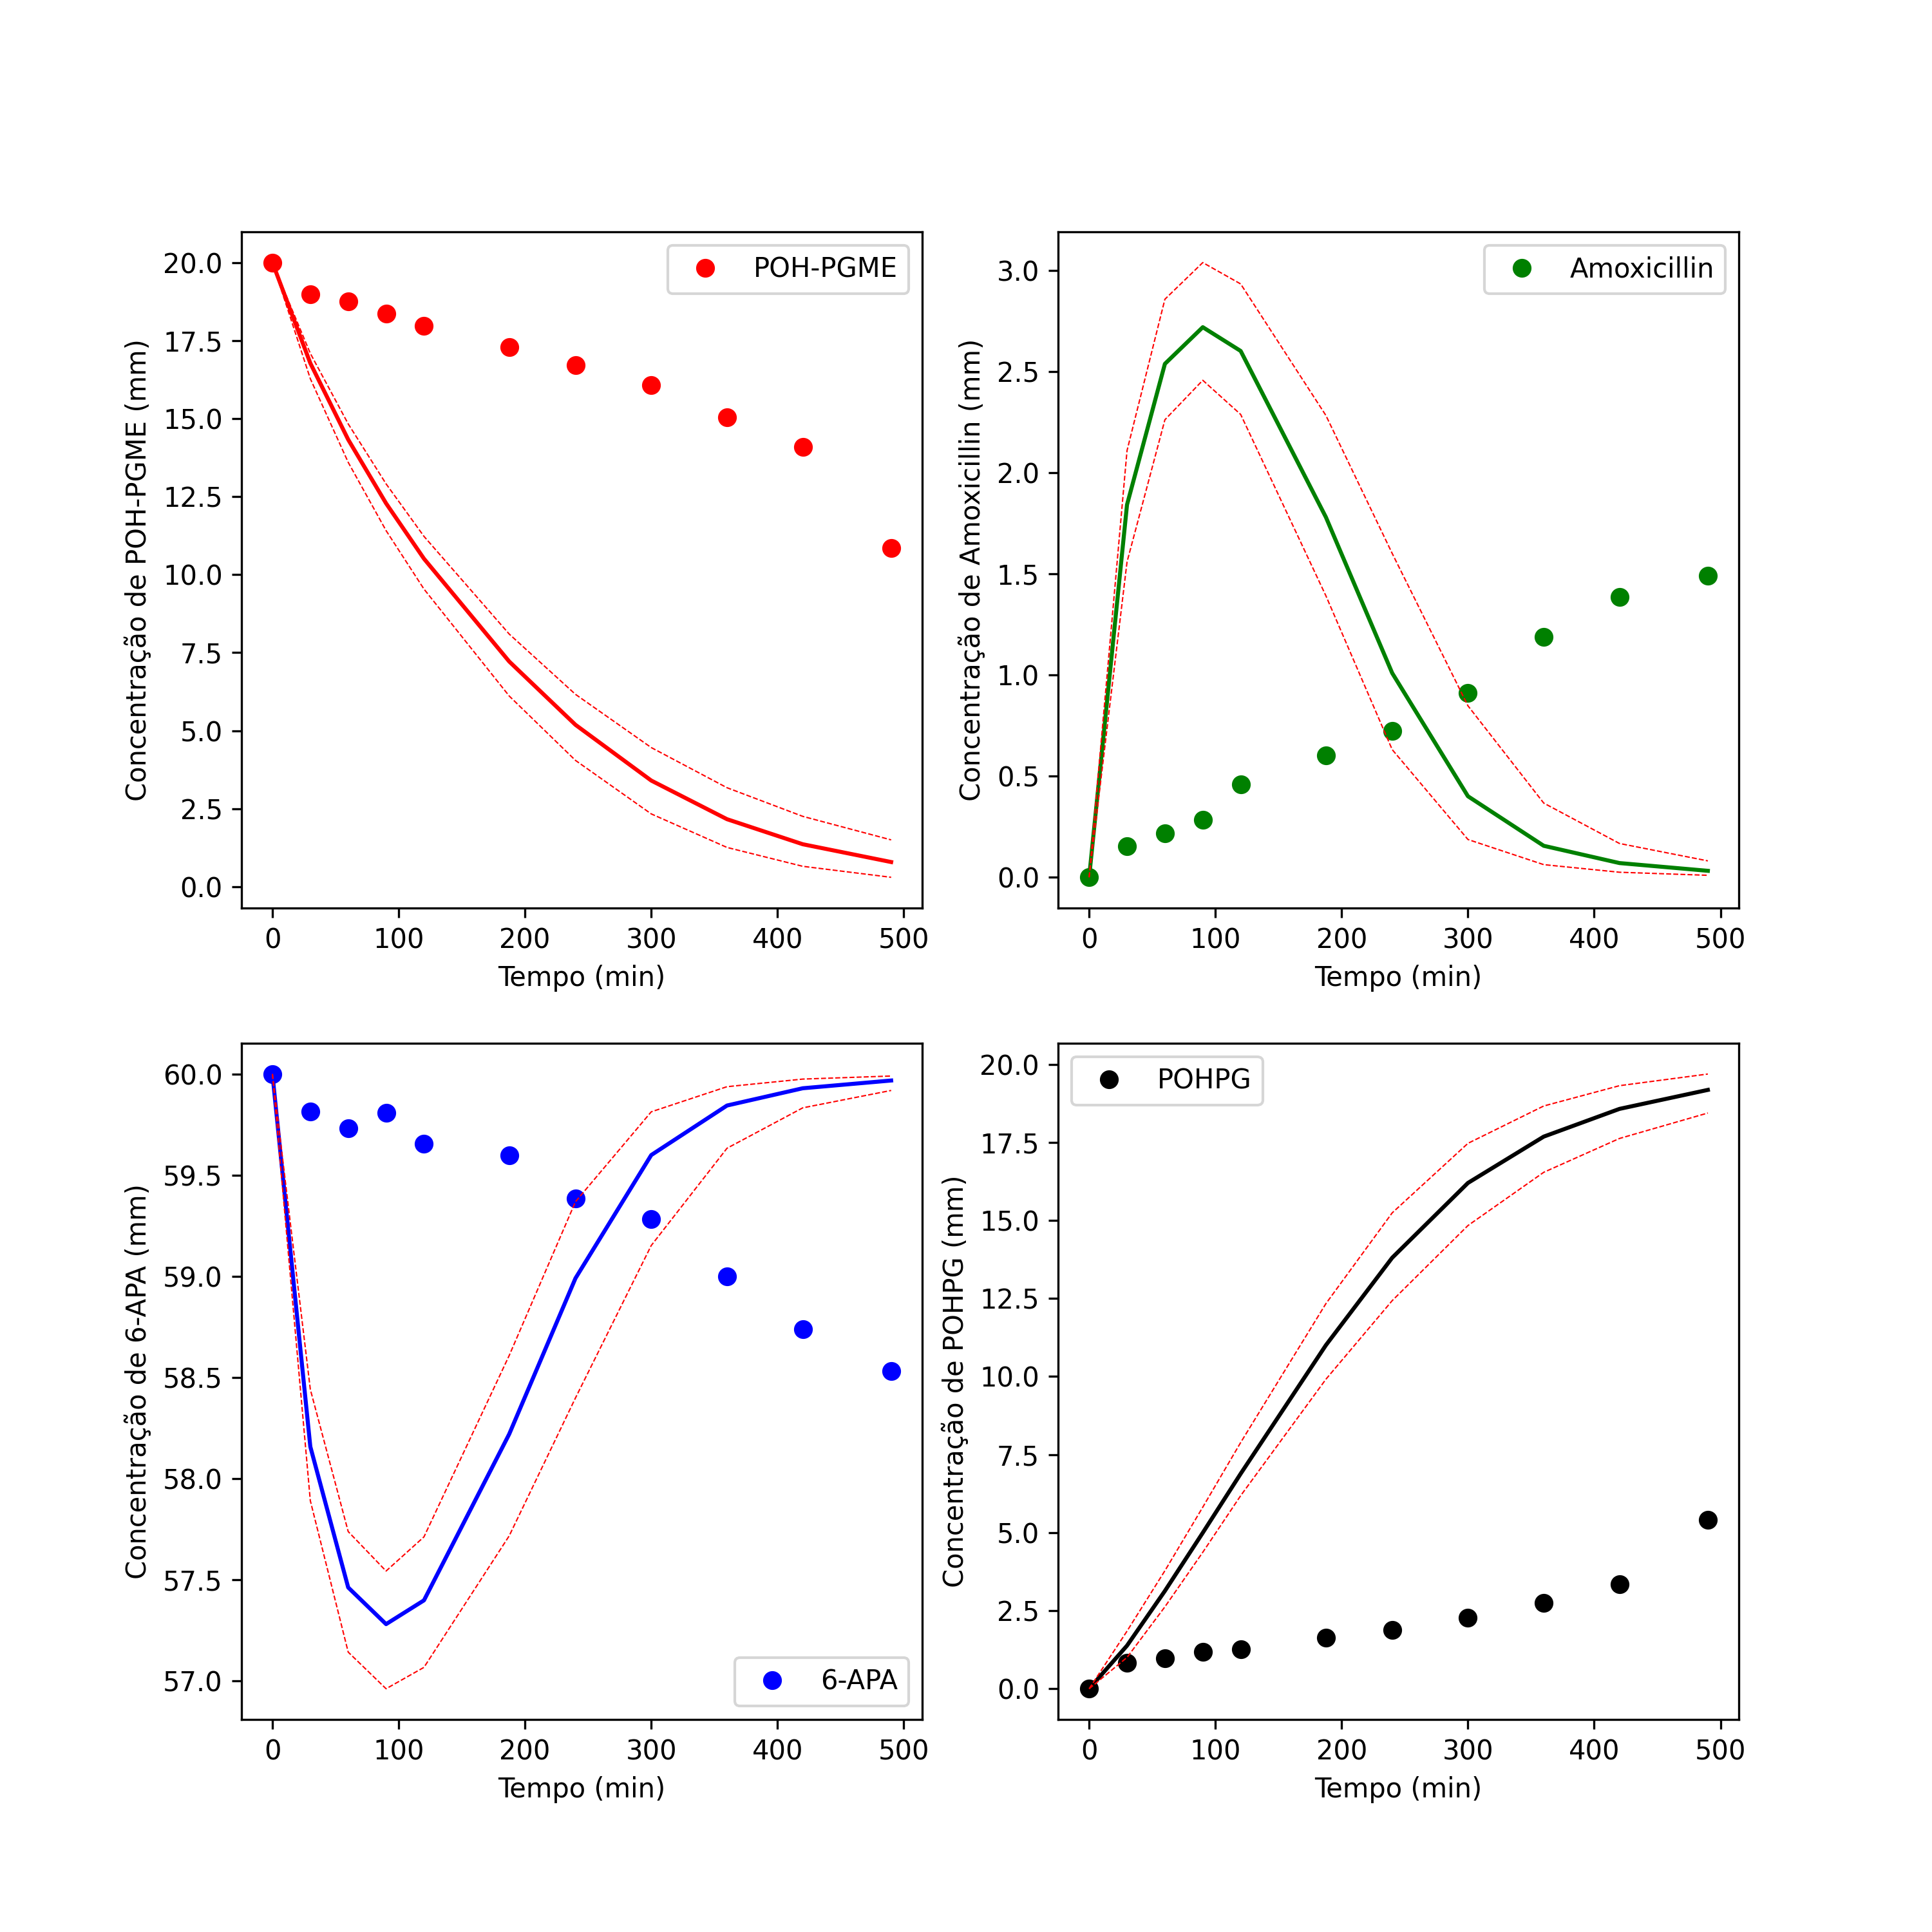 Concentração de POH-PGME (mm)
20.0
17.5
15.0
12.5
10.0
7.5
5.0
2.5
0.0
POH-PGME
0 100 200 300 400 500
Tempo (min)
Concentração de Amoxicillin (mm)
3.0
2.5
2.0
1.5
1.0
0.5
0.0
Amoxicillin
0 100 200 300 400 500
Tempo (min)
Concentração de 6-APA (mm)
60.0
59.5
59.0
58.5
58.0
57.5
57.0
6-APA
0 100 200 300 400 500
Tempo (min)
Concentração de POHPG (mm)
20.0
17.5
15.0
12.5
10.0
7.5
5.0
2.5
0.0
POHPG
0 100 200 300 400 500
Tempo (min)